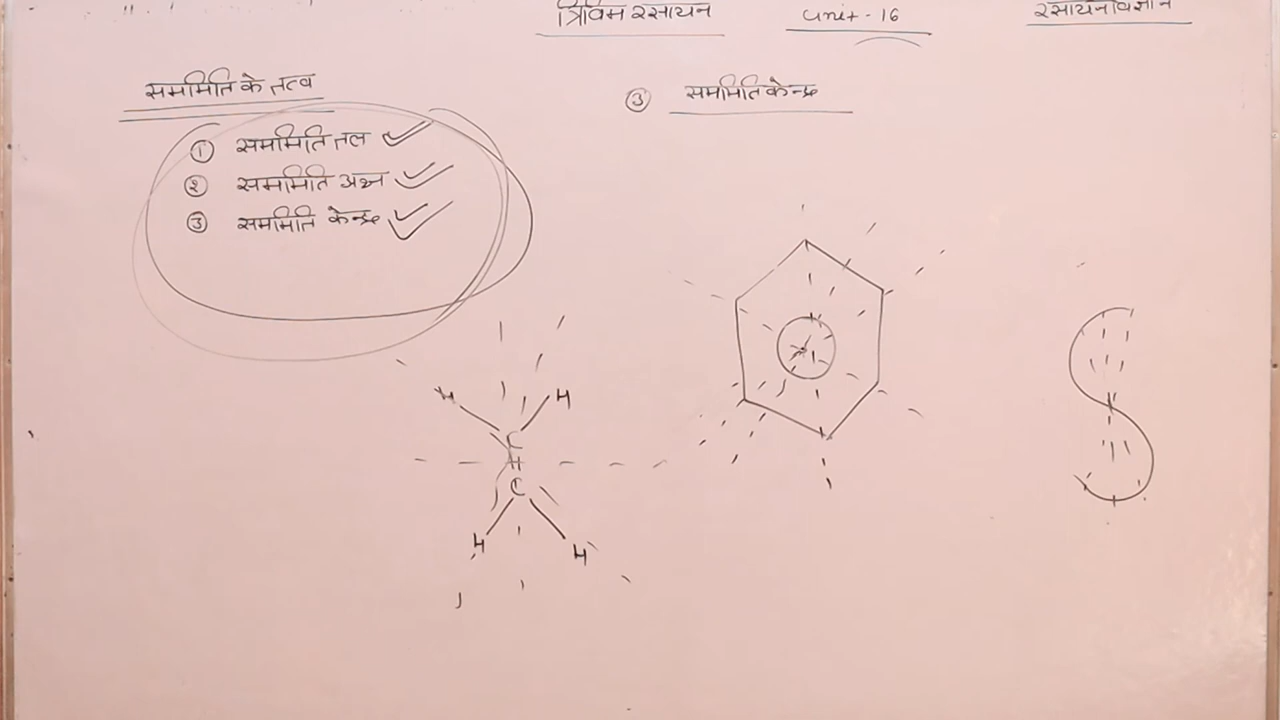 त्रिविम रसायन
Unit - 16
रसायनविज्ञान
सममिति के तत्व
① सममिति तल
② सममिति अक्ष
③ सममिति केन्द्र
③ सममिति केन्द्र
H H
C
C
H H